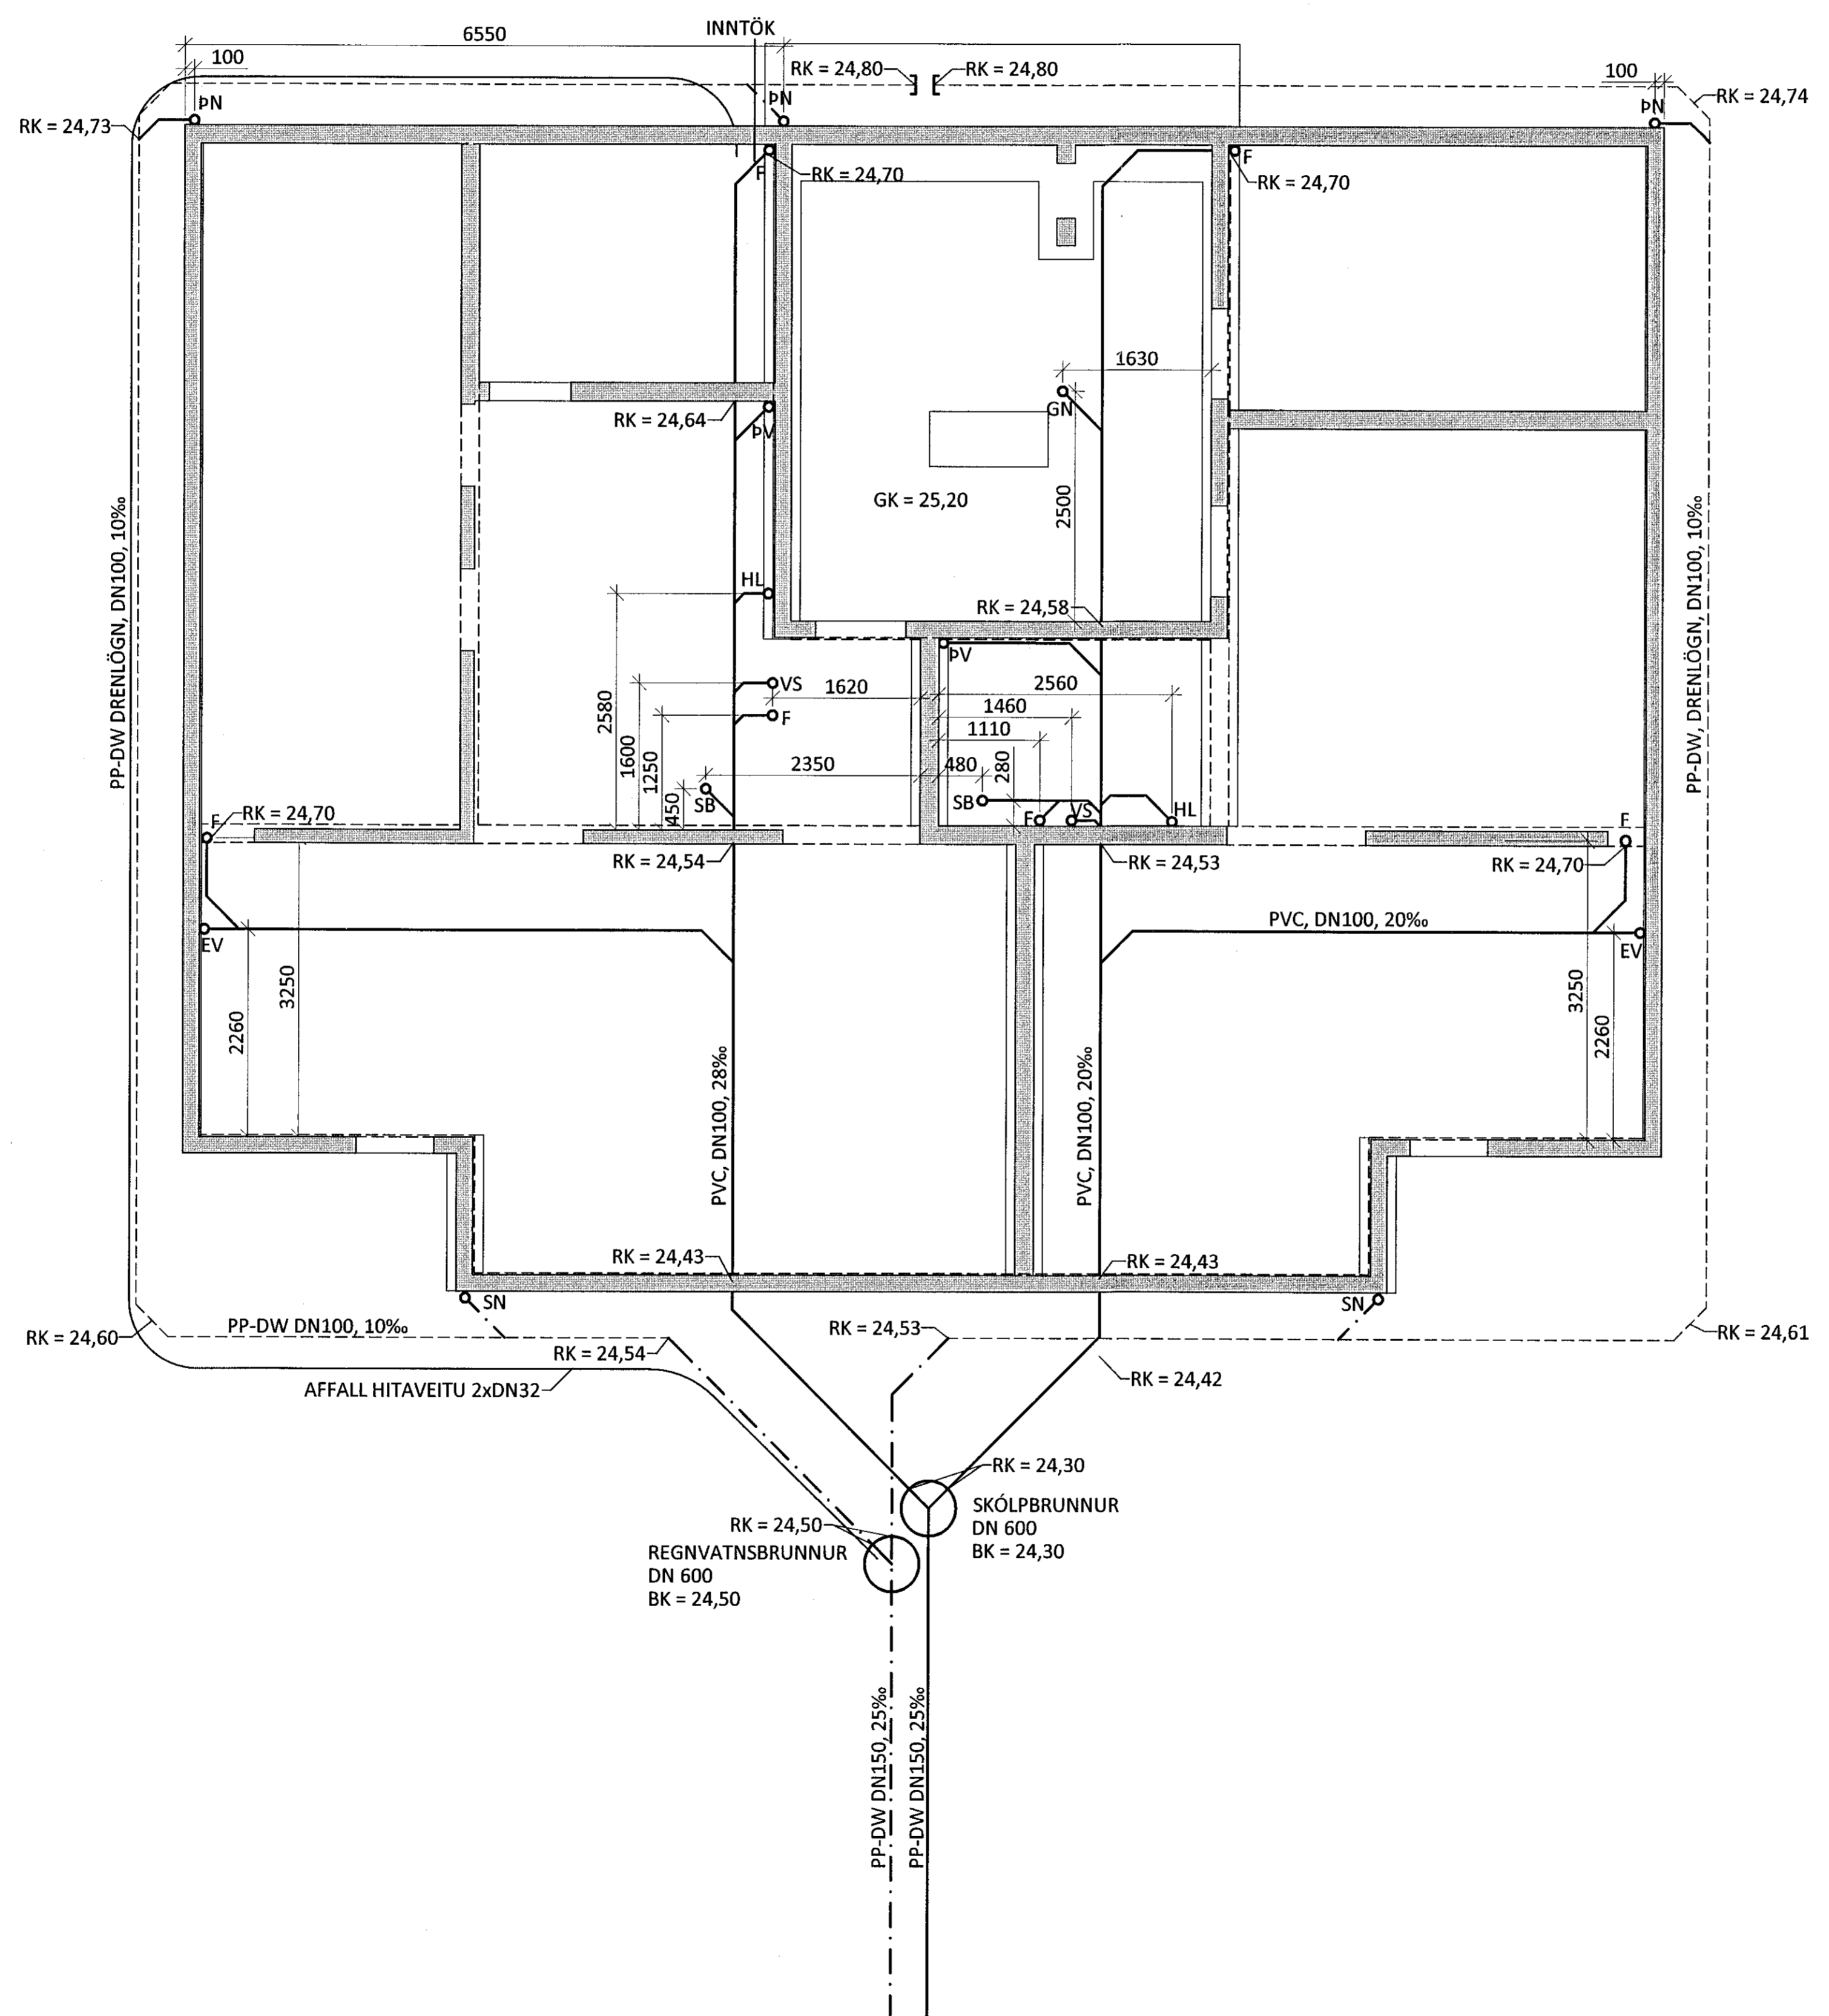 INNTÖK
6550
100
RK = 24,80
RK = 24,80
100
ÞN
ÞN
ÞN
RK = 24,74
RK = 24,73
F
RK = 24,70
F
RK = 24,70
1630
GN
RK = 24,64
ÞV
GK = 25,20
2500
PP-DW DRENLÖGN, DN100, 10‰
PP-DW, DRENLÖGN, DN100, 10‰
HL
RK = 24,58
ÞV
VS
1620
2560
2580
F
1460
1600
1110
1250
2350
480
280
450
SB
SB
F
VS
HL
F
RK = 24,70
F
RK = 24,54
RK = 24,53
RK = 24,70
EV
PVC, DN100, 20‰
EV
3250
3250
2260
2260
PVC, DN100, 28‰
PVC, DN100, 20‰
RK = 24,43
RK = 24,43
SN
SN
PP-DW DN100, 10‰
RK = 24,53
RK = 24,60
RK = 24,61
RK = 24,54
RK = 24,42
AFFALL HITAVEITU 2xDN32
RK = 24,30
SKÓLPBRUNNUR
DN 600
BK = 24,30
RK = 24,50
REGNVATNSBRUNNUR
DN 600
BK = 24,50
PP-DW DN150, 25‰
PP-DW DN150, 25‰